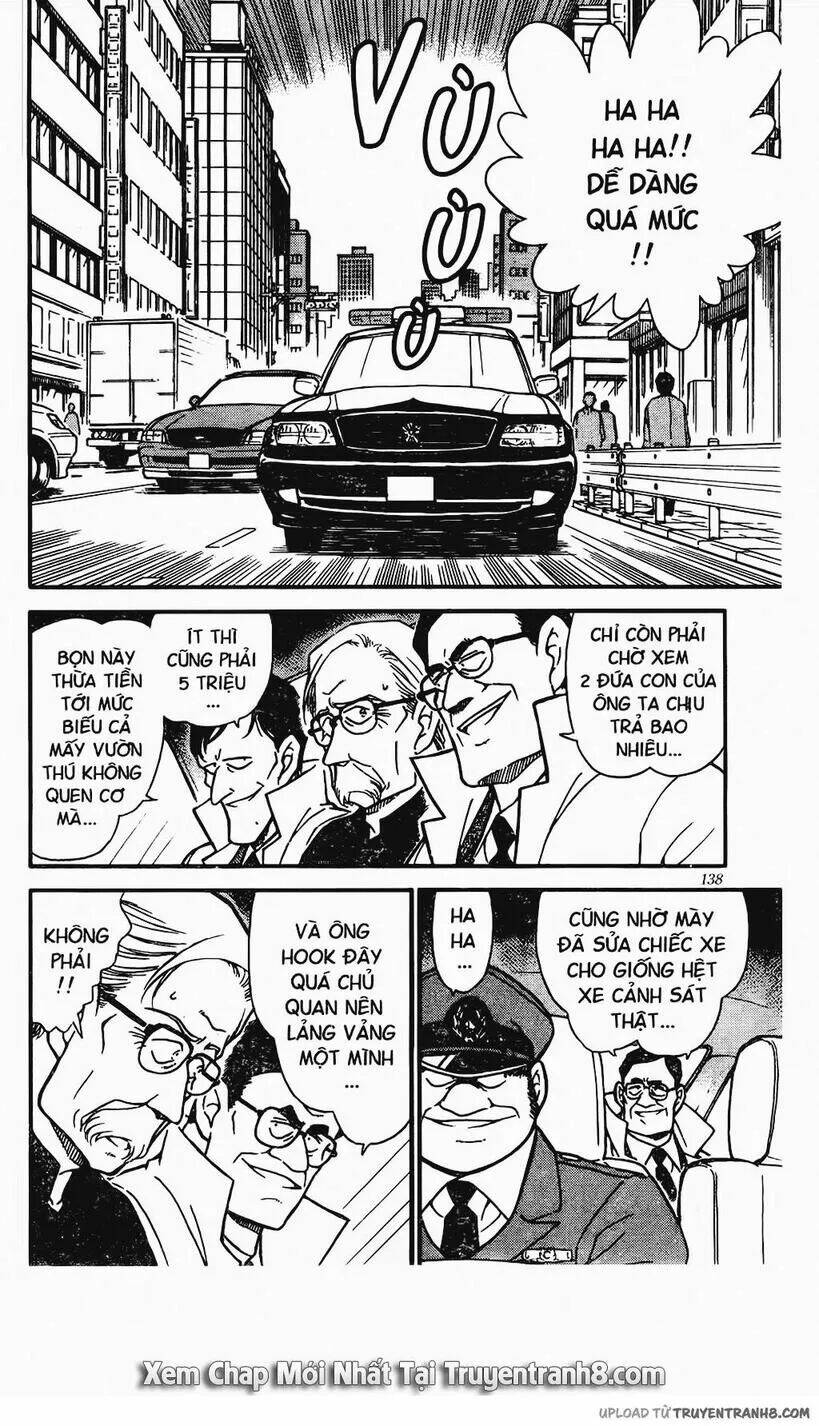 VÙ
Ù
Ù
HA HA
HA HA!!
DỄ DÀNG
QUÁ MỨC
!!
BỌN NÀY
THỪA TIỀN
TỚI MỨC
BIẾU CẢ
MẤY VƯỜN
THÚ KHÔNG
QUEN CƠ
MÀ...
ÍT THÌ
CŨNG PHẢI
5 TRIỆU
...
CHỈ CÒN PHẢI
CHỜ XEM
2 ĐỨA CON CỦA
ÔNG TA CHỊU
TRẢ BAO
NHIÊU...
138
KHÔNG
PHẢI
!!
VÀ ÔNG
HOOK ĐÂY
QUÁ CHỦ
QUAN NÊN
LẢNG VẢNG
MỘT MÌNH
...
HA
HA
...
CŨNG NHỜ MÀY
ĐÃ SỬA CHIẾC XE
CHO GIỐNG HỆT
XE CẢNH SÁT
THẬT...
Xem Chap Mới Nhất Tại Truyentranh8.com
UPLOAD TỪ TRUYENTRANH8.COM